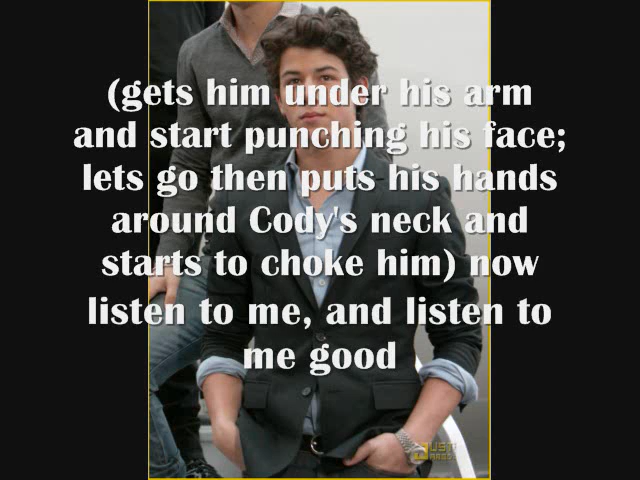 (gets him under his arm
and start punching his face;
lets go then puts his hands
around Cody's neck and
starts to choke him) now
listen to me, and listen to
me good